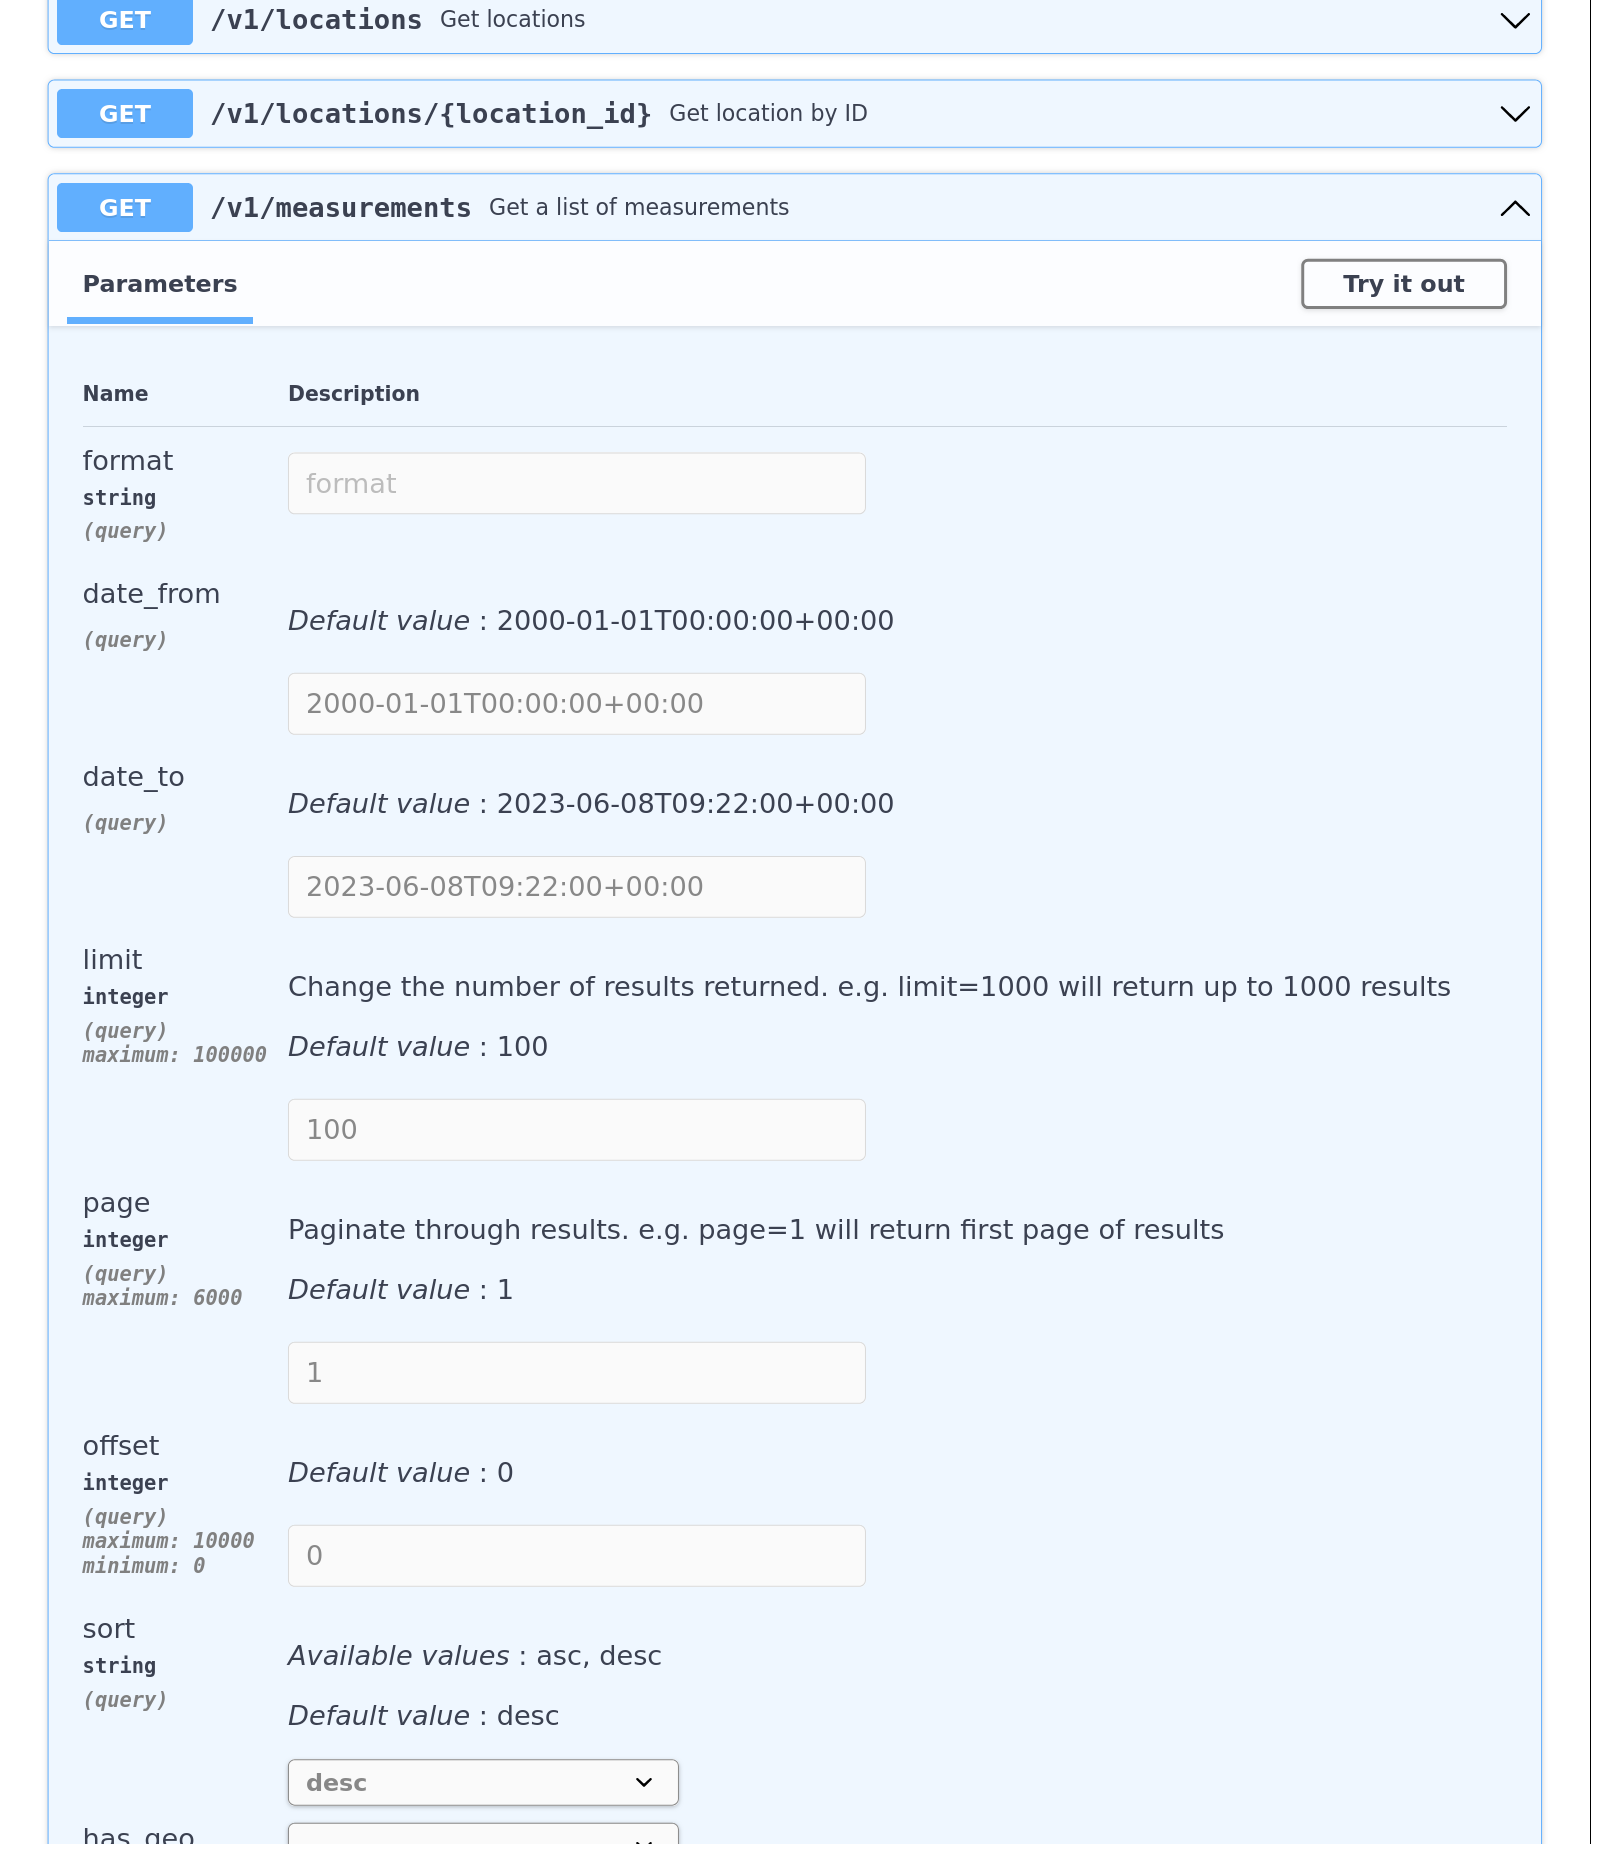 GET /v1/locations Get locations
GET /v1/locations/{location_id} Get location by ID
GET /v1/measurements Get a list of measurements
Parameters Try it out
Name Description
format
string
(query)
format
date_from
(query)
Default value : 2000-01-01T00:00:00+00:00
2000-01-01T00:00:00+00:00
date_to
(query)
Default value : 2023-06-08T09:22:00+00:00
2023-06-08T09:22:00+00:00
limit
integer
(query)
maximum: 100000
Change the number of results returned. e.g. limit=1000 will return up to 1000 results
Default value : 100
100
page
integer
(query)
maximum: 6000
Paginate through results. e.g. page=1 will return first page of results
Default value : 1
1
offset
integer
(query)
maximum: 10000
minimum: 0
Default value : 0
0
sort
string
(query)
Available values : asc, desc
Default value : desc
desc
has_geo